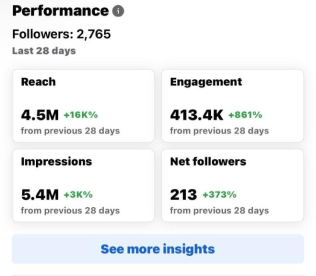 Performance
Followers: 2,765
Last 28 days
Reach
4.5M +16K%
from previous 28 days
Engagement
413.4K +861%
from previous 28 days
Impressions
5.4M +3K%
from previous 28 days
Net followers
213 +373%
from previous 28 days
See more insights